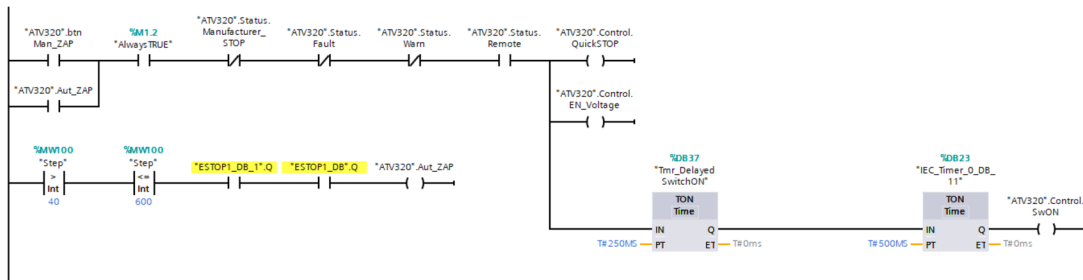 "ATV320".btn
Man_ZAP
%M1.2
"AlwaysTRUE"
"ATV320".Status.
Manufacturer_
STOP
"ATV320".Status.
Fault
"ATV320".Status.
Warn
"ATV320".Status.
Remote
"ATV320".Control.
QuickSTOP
"ATV320".Aut_ZAP
"ATV320".Control.
EN_Voltage
%MW100
"Step"
>
Int
40
%MW100
"Step"
<=
Int
600
"ESTOP1_DB_1".Q
"ESTOP1_DB".Q
"ATV320".Aut_ZAP
%DB37
"Tmr_Delayed
SwitchON"
TON
Time
IN Q
T#250MS PT ET T#0ms
%DB23
"IEC_Timer_0_DB_
11"
TON
Time
IN Q
T#500MS PT ET T#0ms
"ATV320".Control.
SwON